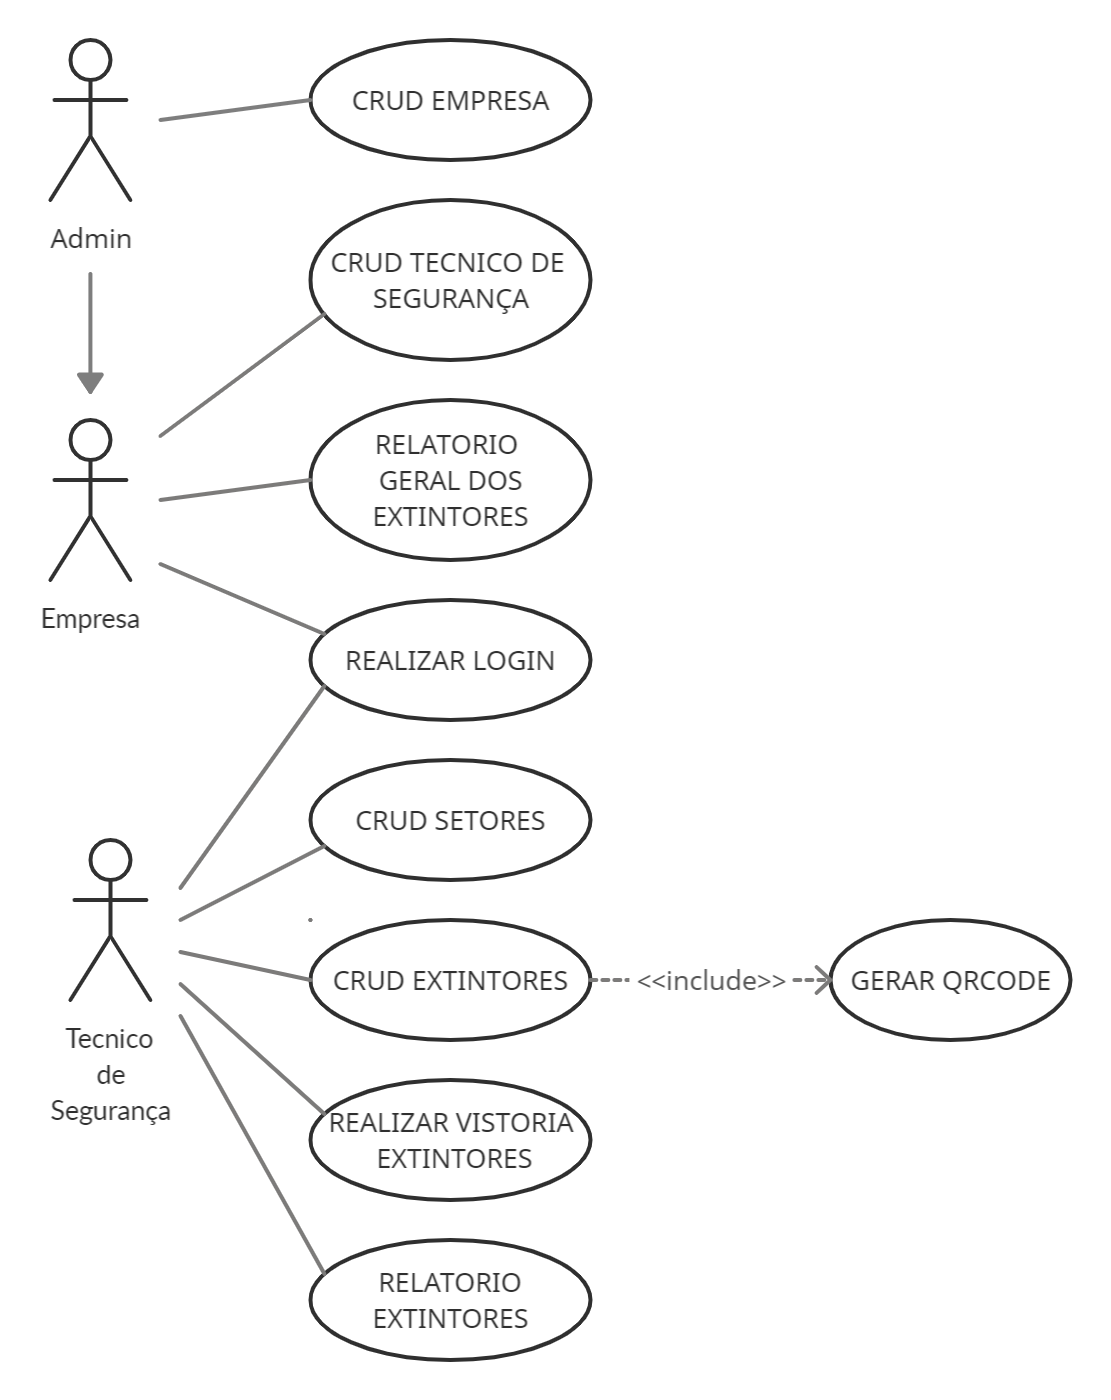 CRUD EMPRESA
Admin
CRUD TECNICO DE
SEGURANÇA
RELATORIO
GERAL DOS
EXTINTORES
Empresa
REALIZAR LOGIN
CRUD SETORES
CRUD EXTINTORES
<<include>>
GERAR QRCODE
Tecnico
de
Segurança
REALIZAR VISTORIA
EXTINTORES
RELATORIO
EXTINTORES